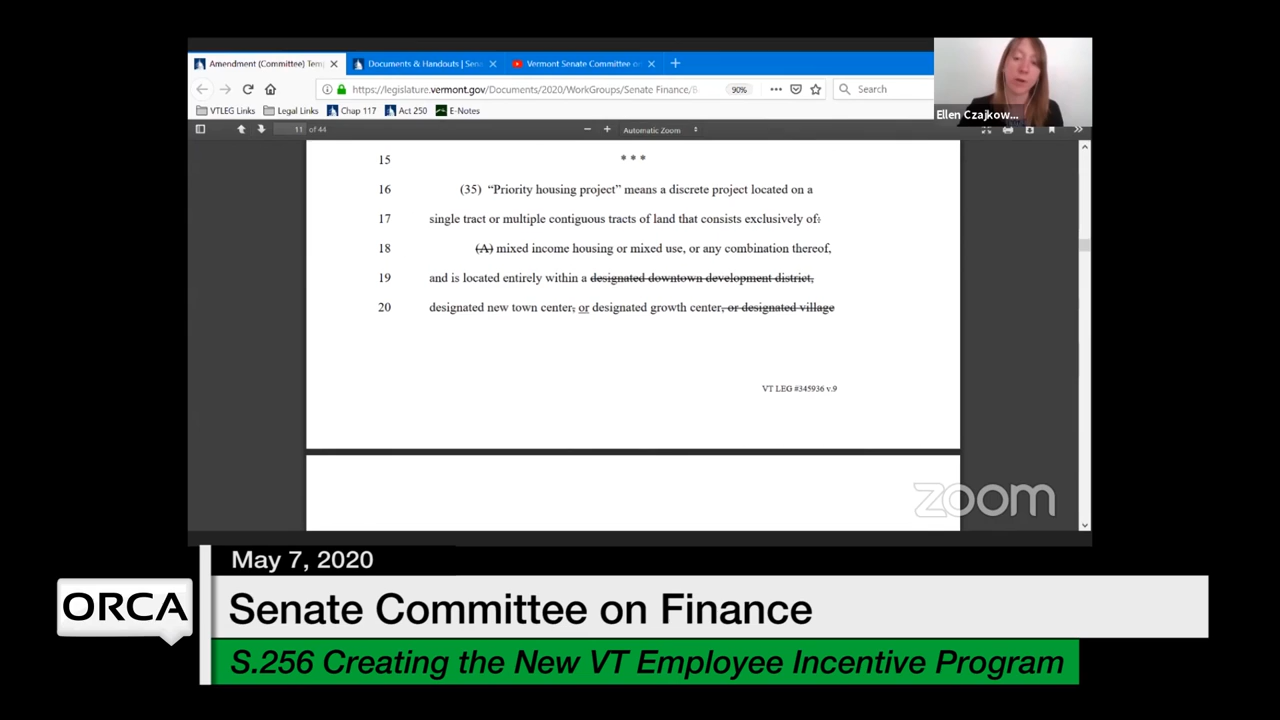 Amendment (Committee) Tem
Documents & Handouts | Sen
Vermont Senate Committee o
https://legislature.vermont.gov/Documents/2020/WorkGroups/Senate Finance/B
90%
Search
VTLEG Links
Legal Links
Chap 117
Act 250
E-Notes
Ellen Czajkow...
11 of 44
Automatic Zoom
15 * * *
16 (35) “Priority housing project” means a discrete project located on a
17 single tract or multiple contiguous tracts of land that consists exclusively of:
18 (A) mixed income housing or mixed use, or any combination thereof,
19 and is located entirely within a designated downtown development district,
20 designated new town center, or designated growth center, or designated village
VT LEG #345936 v.9
zoom
May 7, 2020
ORCA
Senate Committee on Finance
S.256 Creating the New VT Employee Incentive Program